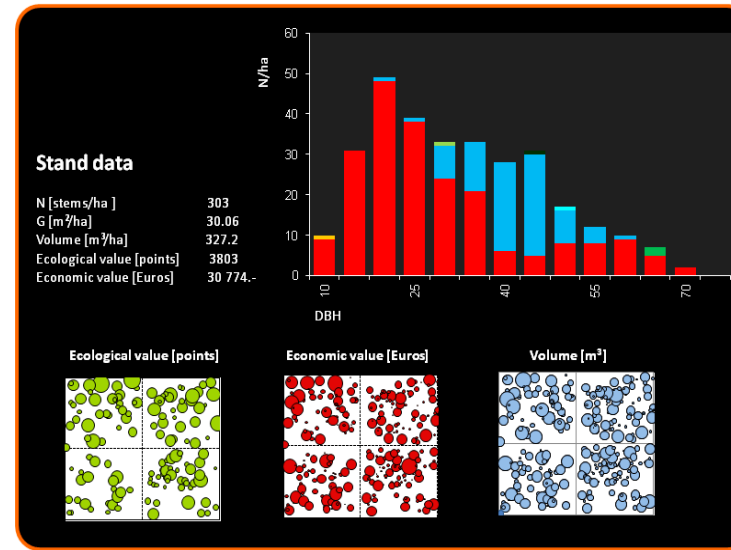 60
50
40
30
20
10
0
N/ha
10
25
40
55
70
DBH
Stand data
N [stems/ha ] 303
G [m²/ha] 30.06
Volume [m³/ha] 327.2
Ecological value [points] 3803
Economic value [Euros] 30 774.-
Ecological value [points] Economic value [Euros] Volume [m³]